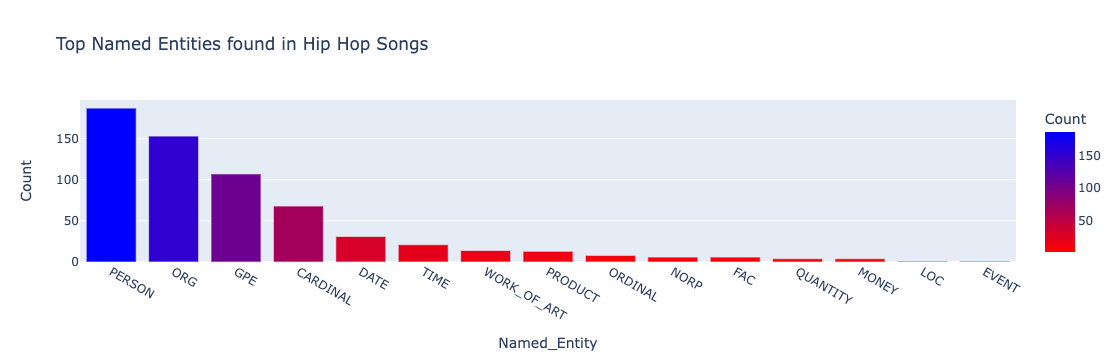 Top Named Entities found in Hip Hop Songs
Count
150
100
50
0
PERSON
ORG
GPE
CARDINAL
DATE
TIME
WORK_OF_ART
PRODUCT
ORDINAL
NORP
FAC
QUANTITY
MONEY
LOC
EVENT
Named_Entity
Count
150
100
50